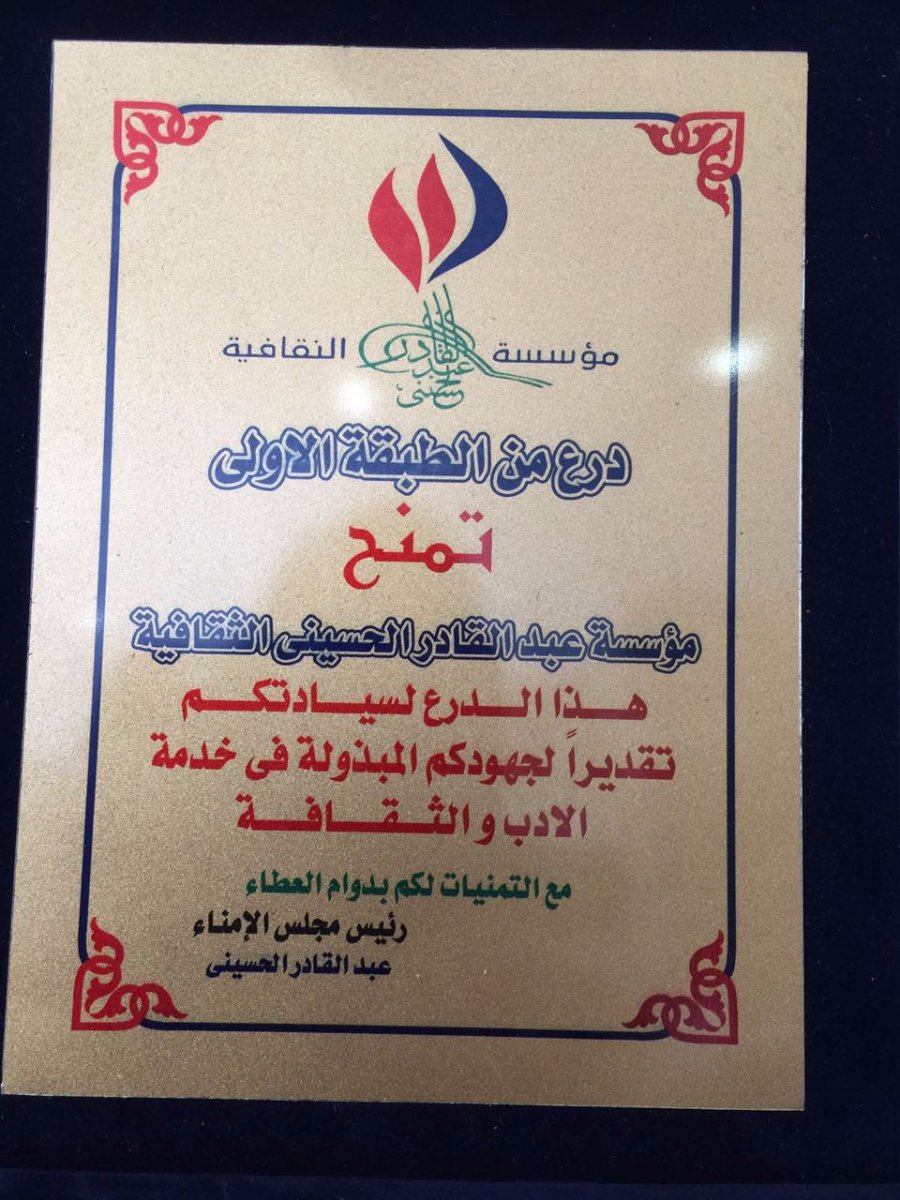 مؤسسة عبد القادر الحسينى النقافية
درع من الطبقة الاولى
تمنح
مؤسسة عبد القادر الحسينى الثقافية
هذا الدرع لسيادتكم
تقديراً لجهودكم المبذولة فى خدمة
الادب و الثقافة
مع التمنيات لكم بدوام العطاء
رئيس مجلس الإمناء
عبد القادر الحسينى